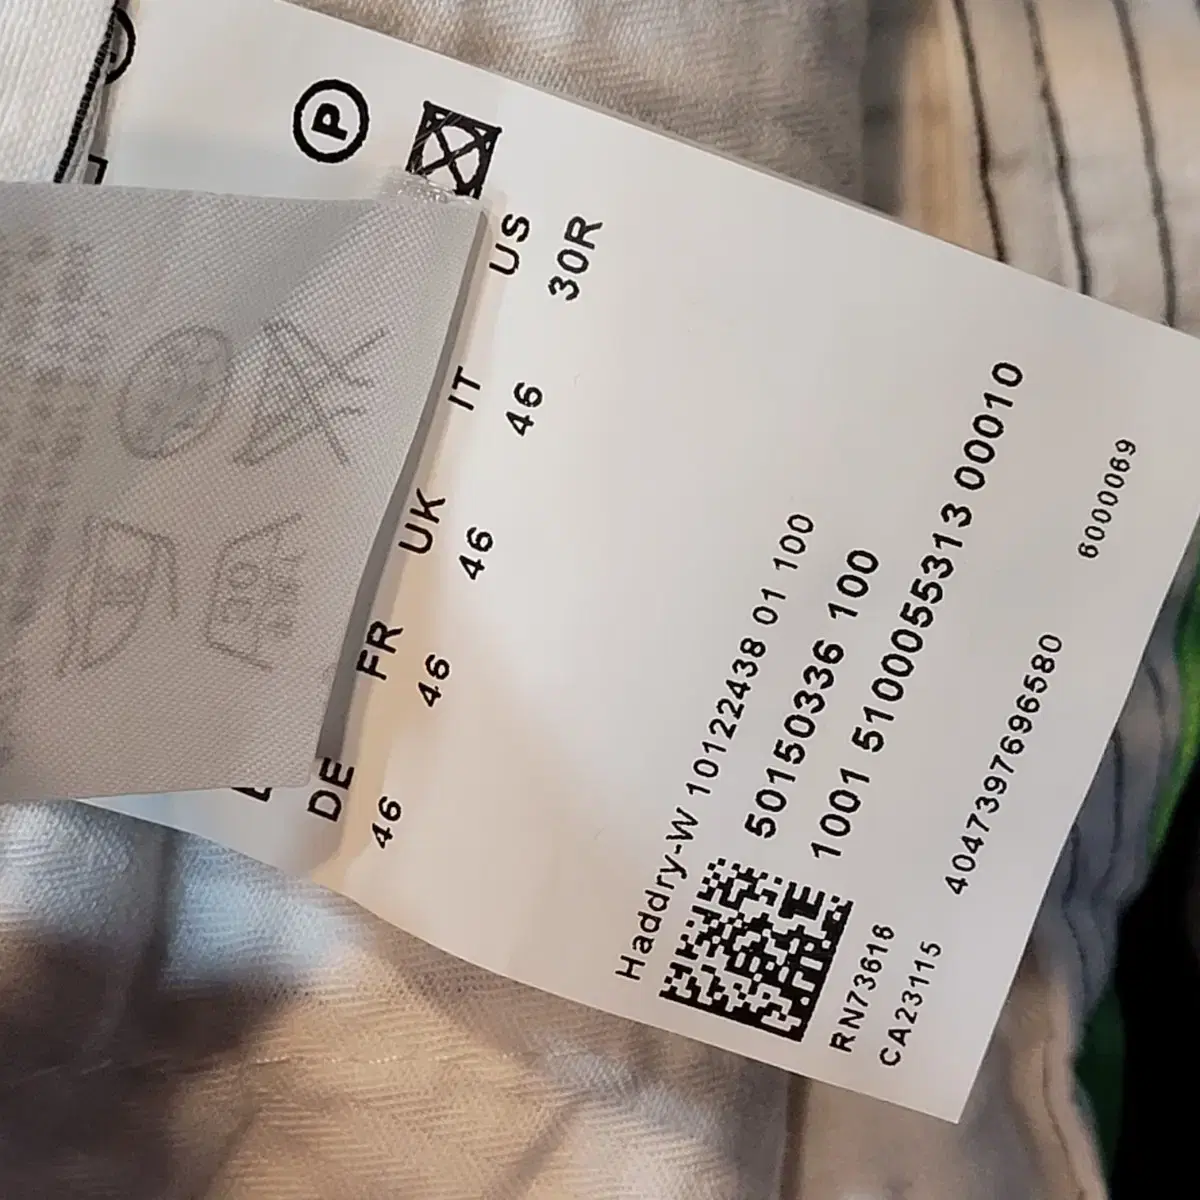 P
DE FR UK IT US
46 46 46 46 30R
Haddry-W 10122438 01 100
50150336 100
1001 5100055313 00010
RN73616
CA23115
4047397696580
6000069